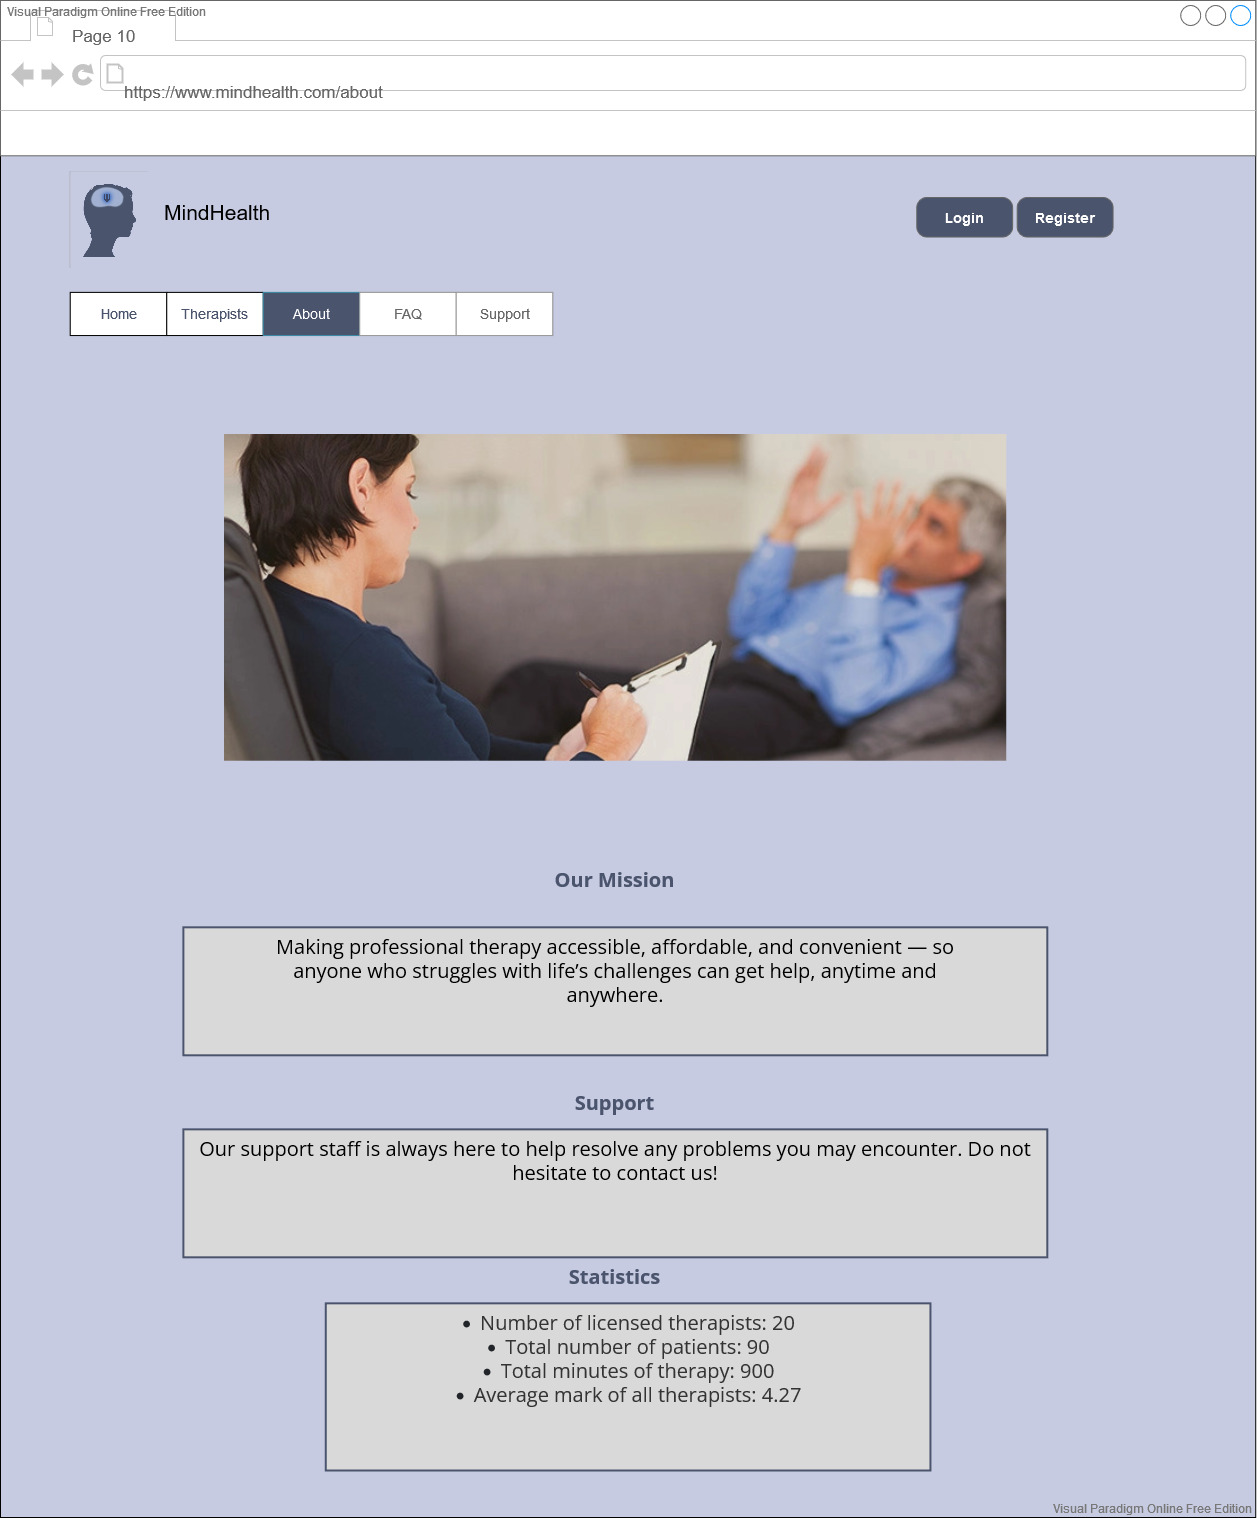 Visual Paradigm Online Free Edition
Page 10
https://www.mindhealth.com/about
MindHealth
Login
Register
Home
Therapists
About
FAQ
Support
Our Mission
Making professional therapy accessible, affordable, and convenient — so
anyone who struggles with life’s challenges can get help, anytime and
anywhere.
Support
Our support staff is always here to help resolve any problems you may encounter. Do not
hesitate to contact us!
Statistics
• Number of licensed therapists: 20
• Total number of patients: 90
• Total minutes of therapy: 900
• Average mark of all therapists: 4.27
Visual Paradigm Online Free Edition